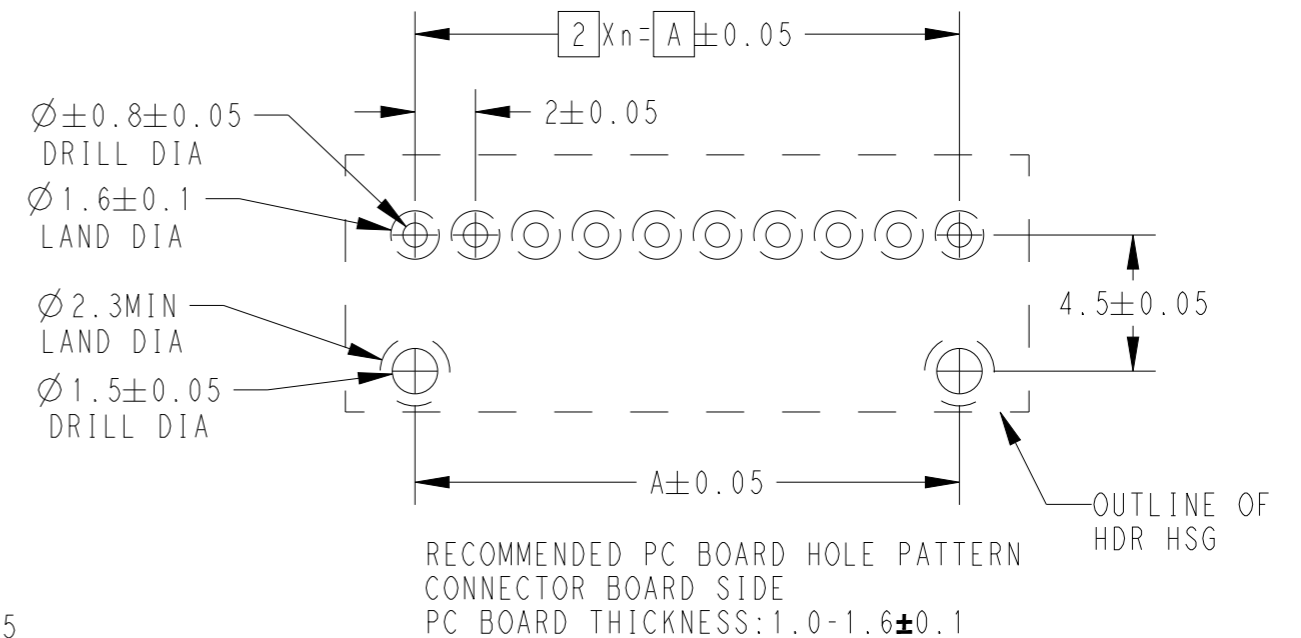 2 Xn=A±0.05
2±0.05
Ø±0.8±0.05
DRILL DIA
Ø1.6±0.1
LAND DIA
Ø2.3MIN
LAND DIA
Ø1.5±0.05
DRILL DIA
4.5±0.05
A±0.05
OUTLINE OF
HDR HSG
RECOMMENDED PC BOARD HOLE PATTERN
CONNECTOR BOARD SIDE
PC BOARD THICKNESS:1.0-1.6±0.1
5